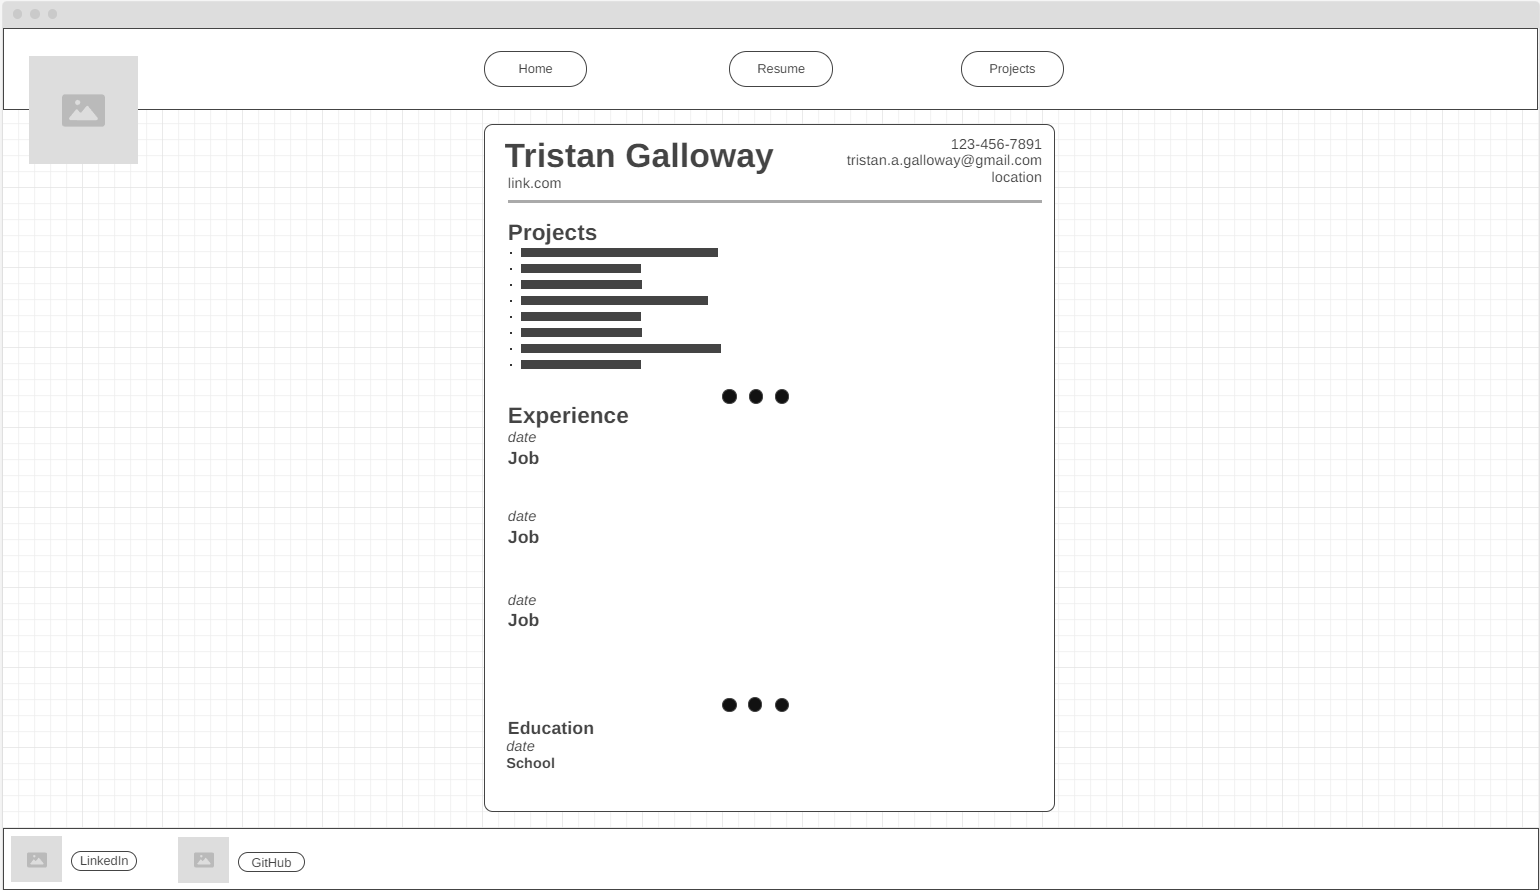 Home
Resume
Projects
Tristan Galloway
link.com
123-456-7891
tristan.a.galloway@gmail.com
location
Projects
Experience
date
Job
date
Job
date
Job
Education
date
School
LinkedIn
GitHub